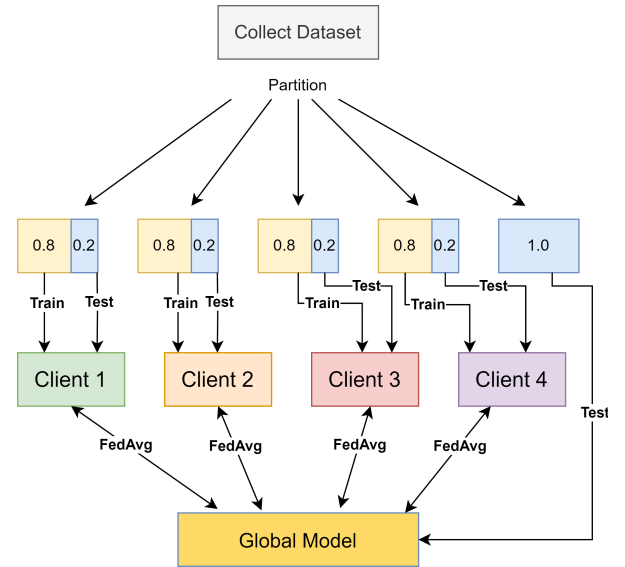 Collect Dataset
Partition
0.8 0.2 0.8 0.2 0.8 0.2 0.8 0.2 1.0
Train Test Train Test Train Test Train Test
Client 1 Client 2 Client 3 Client 4
Test
FedAvg FedAvg FedAvg FedAvg
Global Model